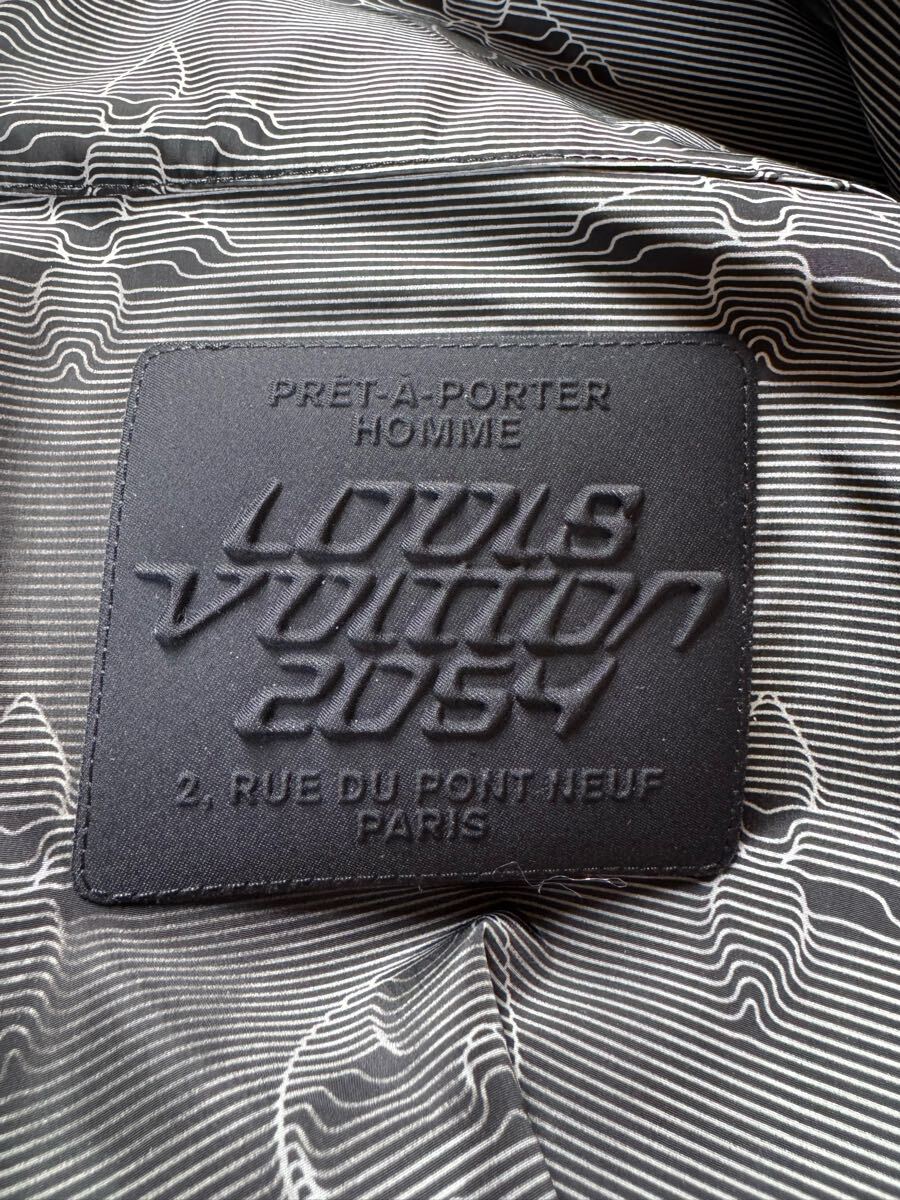 PRÊT-À-PORTER
HOMME
LOUIS
VUITTON
2054
2, RUE DU PONT NEUF
PARIS